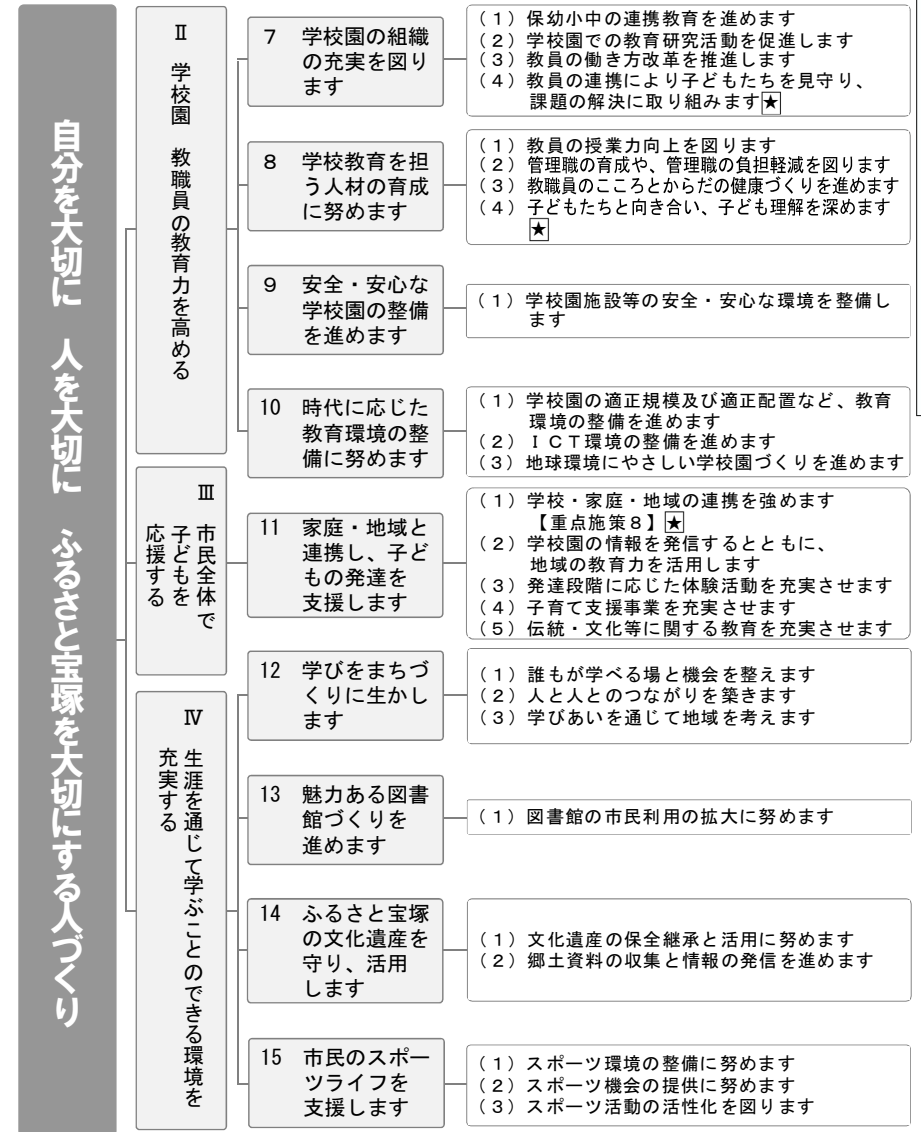 自分を大切に 人を大切に ふるさと宝塚を大切にする人づくり
Ⅱ 学校園 教職員の教育力を高める
7 学校園の組織
の充実を図り
ます
（1）保幼小中の連携教育を進めます
（2）学校園での教育研究活動を促進します
（3）教員の働き方改革を推進します
（4）教員の連携により子どもたちを見守り、
課題の解決に取り組みます★
8 学校教育を担
う人材の育成
に努めます
（1）教員の授業力向上を図ります
（2）管理職の育成や、管理職の負担軽減を図ります
（3）教職員のこころとからだの健康づくりを進めます
（4）子どもたちと向き合い、子ども理解を深めます
★
9 安全・安心な
学校園の整備
を進めます
（1）学校園施設等の安全・安心な環境を整備し
ます
10 時代に応じた
教育環境の整
備に努めます
（1）学校園の適正規模及び適正配置など、教育
環境の整備を進めます
（2）ＩＣＴ環境の整備を進めます
（3）地球環境にやさしい学校園づくりを進めます
Ⅲ 市民全体で
子どもを
応援する
11 家庭・地域と
連携し、子ど
もの発達を
支援します
（1）学校・家庭・地域の連携を強めます
【重点施策８】★
（2）学校園の情報を発信するとともに、
地域の教育力を活用します
（3）発達段階に応じた体験活動を充実させます
（4）子育て支援事業を充実させます
（5）伝統・文化等に関する教育を充実させます
Ⅳ 生涯を通じて学ぶことのできる環境を
充実する
12 学びをまちづ
くりに生かし
ます
（1）誰もが学べる場と機会を整えます
（2）人と人とのつながりを築きます
（3）学びあいを通じて地域を考えます
13 魅力ある図書
館づくりを
進めます
（1）図書館の市民利用の拡大に努めます
14 ふるさと宝塚
の文化遺産を
守り、活用
します
（1）文化遺産の保全継承と活用に努めます
（2）郷土資料の収集と情報の発信を進めます
15 市民のスポー
ツライフを
支援します
（1）スポーツ環境の整備に努めます
（2）スポーツ機会の提供に努めます
（3）スポーツ活動の活性化を図ります